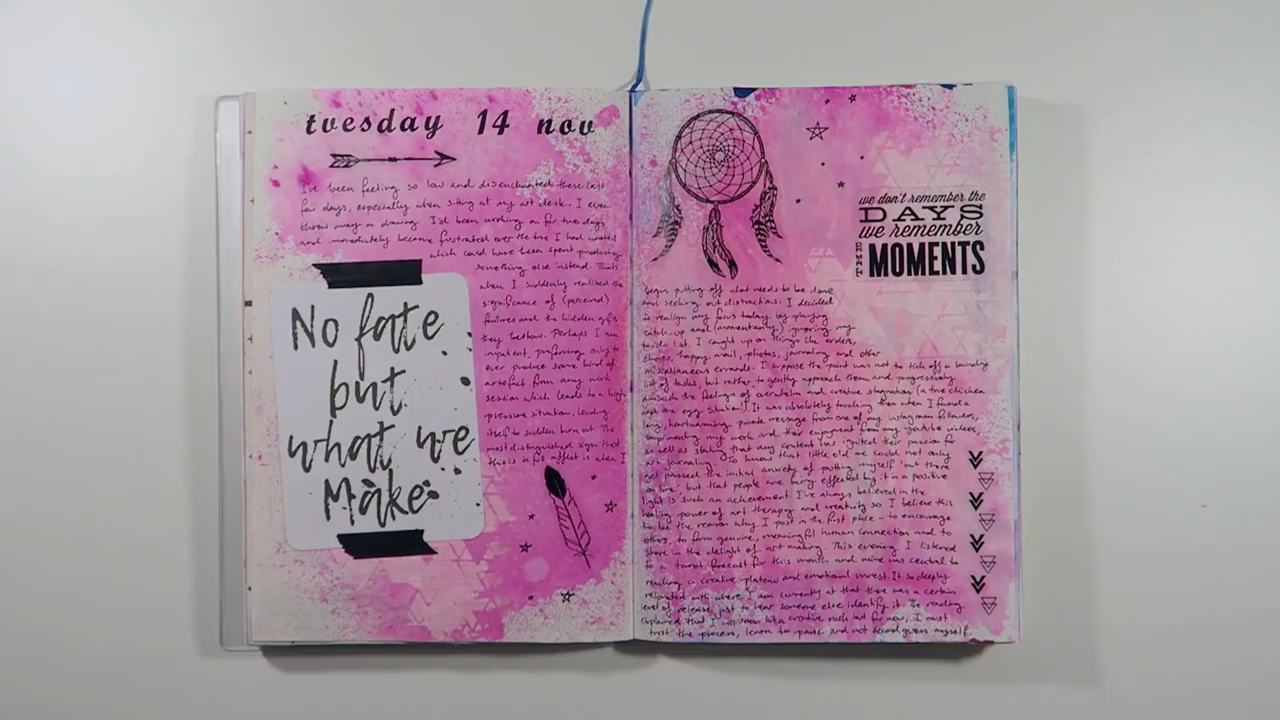 tuesday 14 nov
I've been feeling so low and disenchanted these last
few days, especially when sitting at my art desk. I even
threw away a drawing I'd been working on for two days
and immediately became frustrated over the time I had wasted
which could have been spent producing
something else instead. That's
when I suddenly realised the
significance of (perceived)
failures and the hidden gifts
they bestow. Perhaps I am
impatient, preferring only to
ever produce some kind of
artefact from any work
session which leads to a high
pressure situation, leading
itself to sudden burn out. The
most distinguished sign that
this is in full affect is when I
No fate
but
what we
Make
we don't remember the
DAYS
we remember
MOMENTS
begin putting off what needs to be done
and seeking out distractions. I decided
to realign my focus today by playing
catch-up and (momentarily) ignoring my
to do list. I caught up on things like orders,
chores, happy mail, photos, journaling and other
miscellaneous errands. I suppose the point was not to tick off a boundless
list of tasks, but rather to gently approach them and progressively
diminish the feelings of overwhelm and creative stagnation (a true chicken
and the egg situation!). It was absolutely touching then when I found a
long, heartwarming private message from one of my instagram followers,
complimenting my work and their enjoyment from my youtube videos,
as well as stating that my content has ignited their passion for
art journaling. To know that little old me could not only
get passed the initial anxiety of putting myself 'out there
online' but that people are being effected by it in a positive
light is such an achievement. I've always believed in the
healing power of art therapy and creativity so I believe this
to be the reason why I post in the first place - to encourage
others, to form genuine, meaningful human connection and to
share in the delight of art making. This evening I listened
to a tarot forecast for this month and mine was central to
reaching a creative plateau and emotional unrest. It so deeply
resonated with where I am currently at that there was a certain
level of release just to hear someone else identify it. The reading
explained that I will soon hit a creative rush but for now, I must
trust the process, learn to pause and not second guess myself.